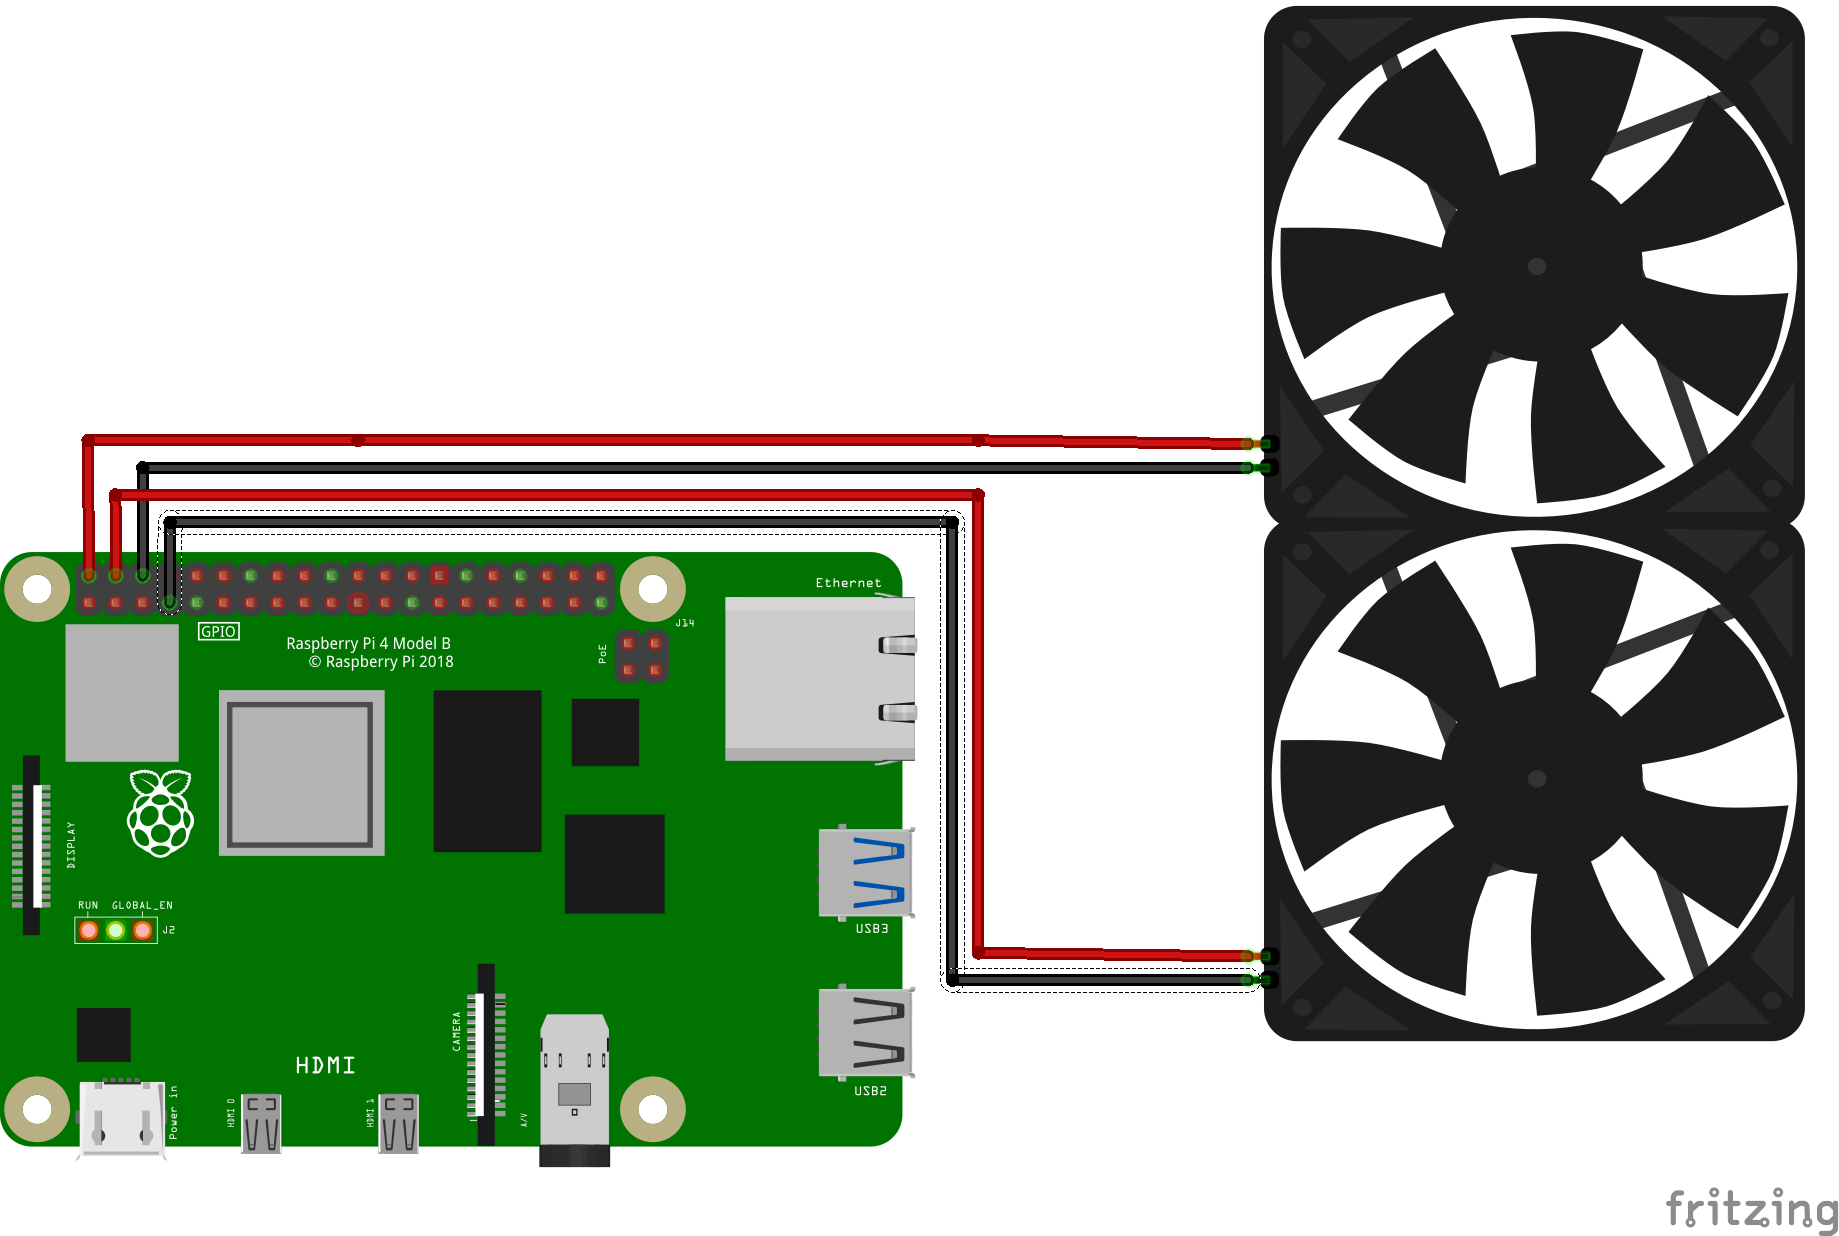 Ethernet
J14
GPIO
PoE
Raspberry Pi 4 Model B
© Raspberry Pi 2018
DISPLAY
RUN
GLOBAL_EN
J2
USB3
CAMERA
HDMI
USB2
Power in
HDMI 0
HDMI 1
A/V
fritzing